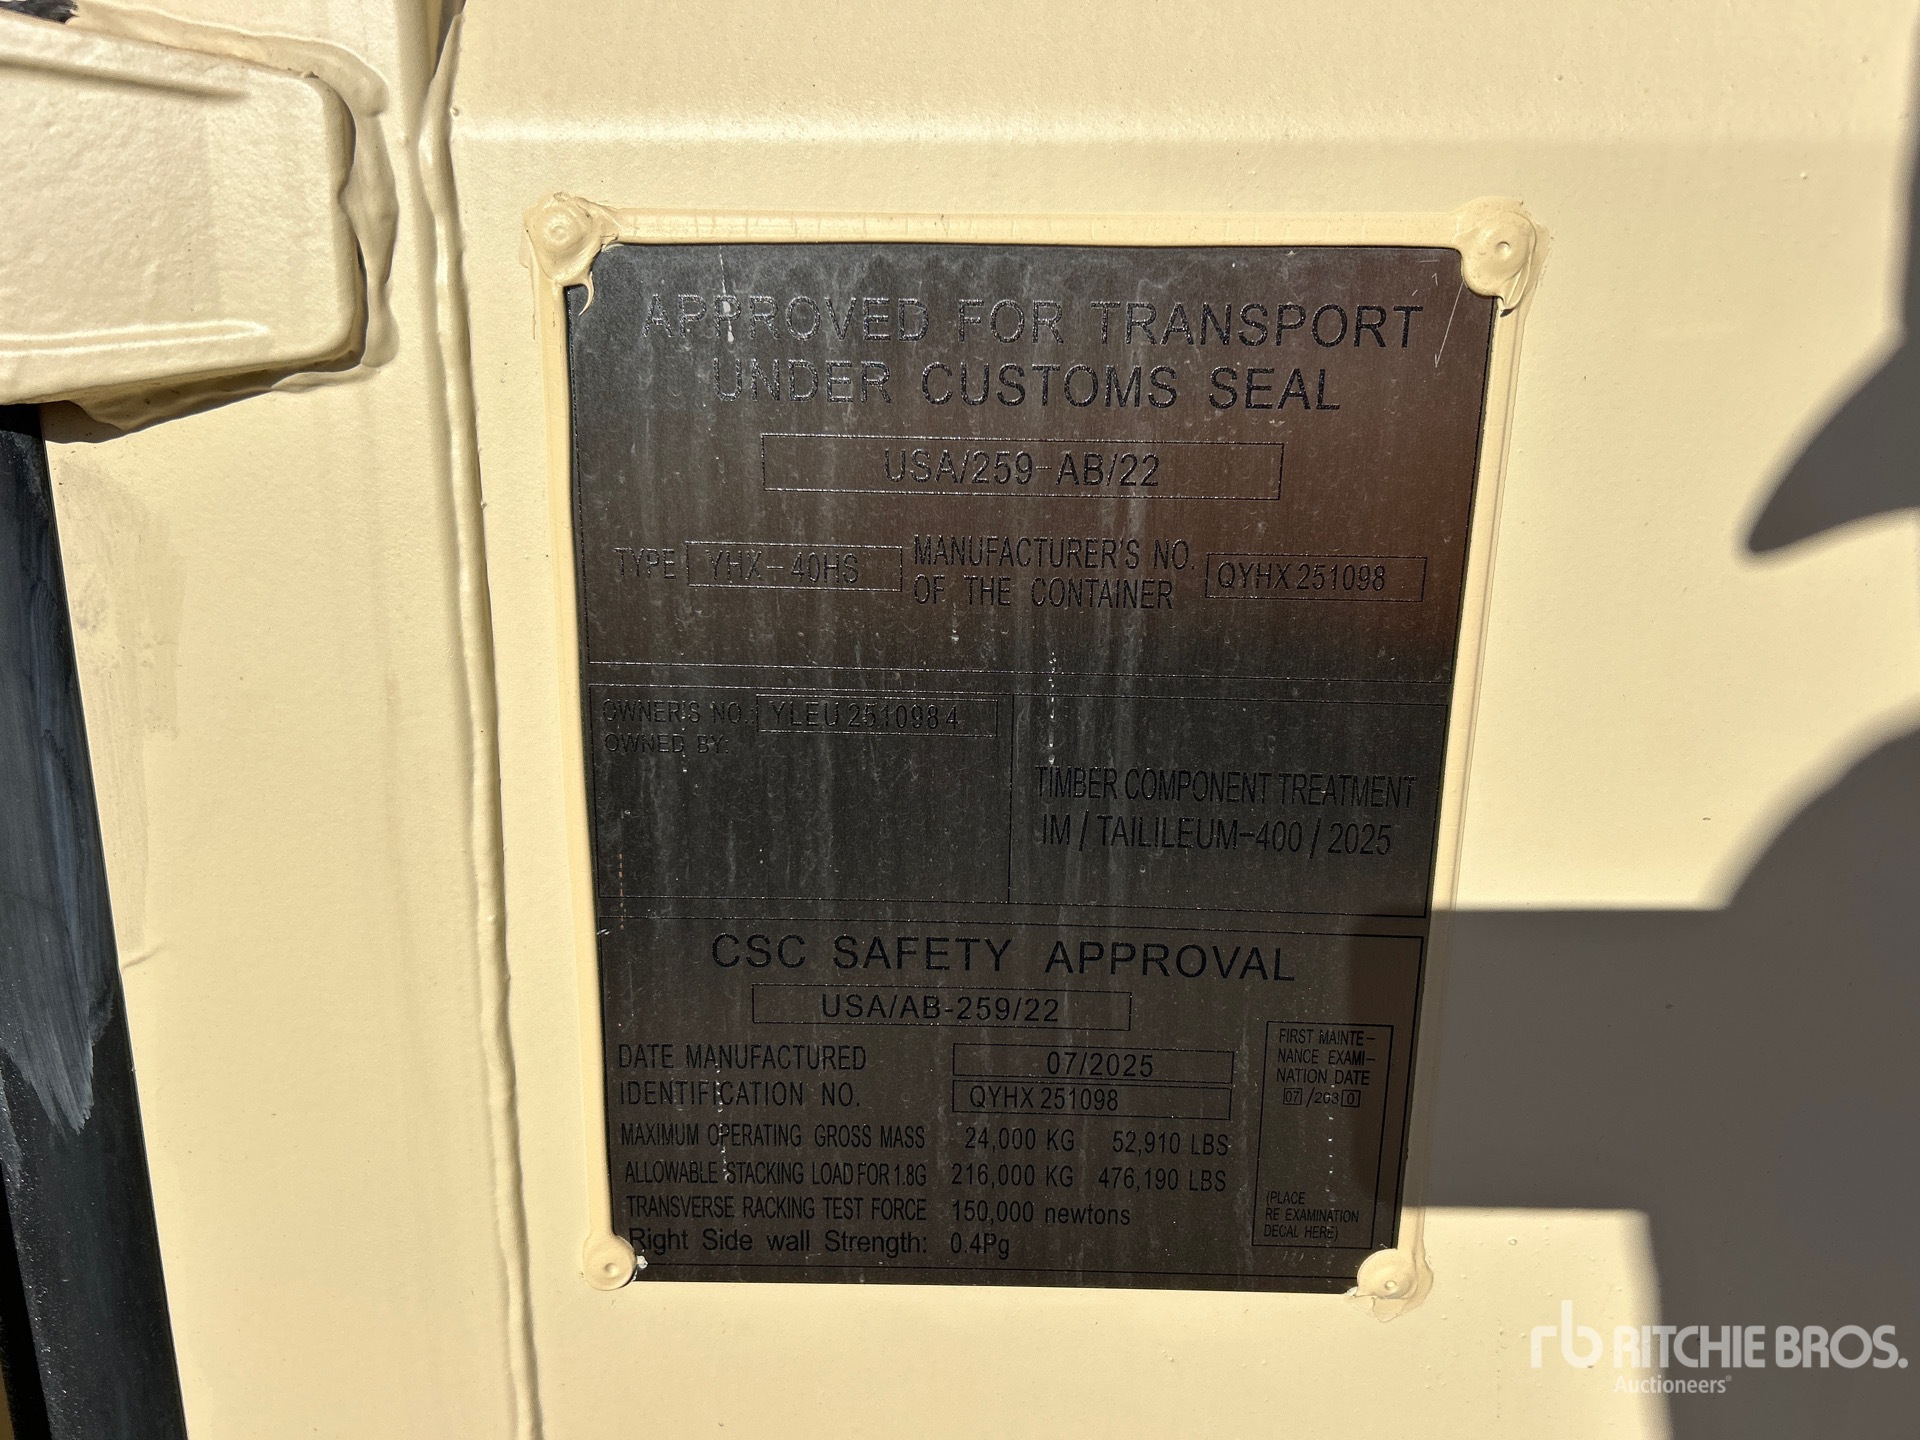 APPROVED FOR TRANSPORT
UNDER CUSTOMS SEAL
USA/259-AB/22
TYPE YHX-40HS MANUFACTURER'S NO. OF THE CONTAINER QYHX 251098
OWNER'S NO.: YLEU 251098 4
OWNED BY:
TIMBER COMPONENT TREATMENT
IM / TAILILEUM-400 / 2025
CSC SAFETY APPROVAL
USA/AB-259/22
DATE MANUFACTURED 07/2025
IDENTIFICATION NO. QYHX 251098
MAXIMUM OPERATING GROSS MASS 24,000 KG 52,910 LBS
ALLOWABLE STACKING LOAD FOR 1.8G 216,000 KG 476,190 LBS
TRANSVERSE RACKING TEST FORCE 150,000 newtons
Right Side wall Strength: 0.4Pg
FIRST MAINTE-
NANCE EXAMI-
NATION DATE
07/2030
(PLACE
RE EXAMINATION
DECAL HERE)
rb RITCHIE BROS.
Auctioneers®